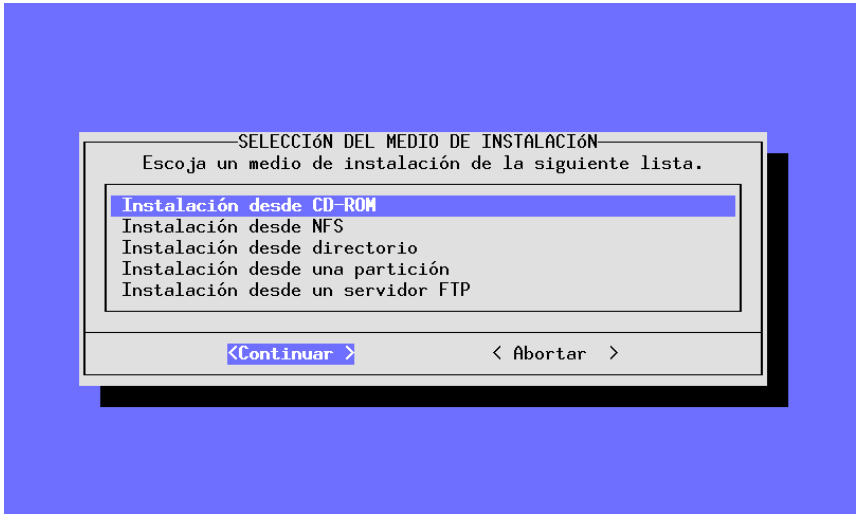 SELECCIóN DEL MEDIO DE INSTALACIóN
Escoja un medio de instalación de la siguiente lista.
Instalación desde CD-ROM
Instalación desde NFS
Instalación desde directorio
Instalación desde una partición
Instalación desde un servidor FTP
<Continuar > < Abortar >